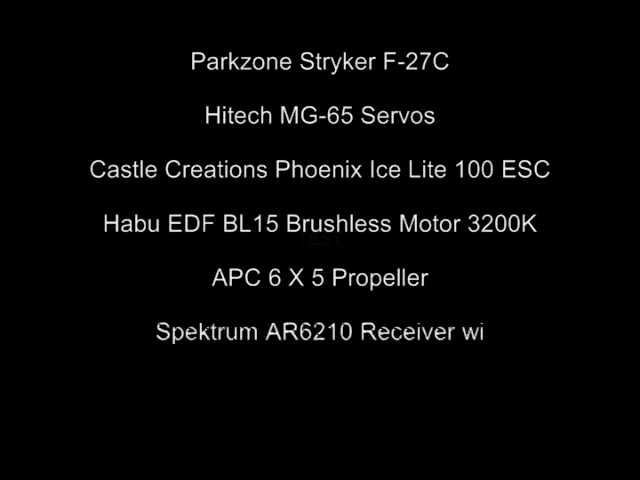 Parkzone Stryker F-27C
Hitech MG-65 Servos
Castle Creations Phoenix Ice Lite 100 ESC
Habu EDF BL15 Brushless Motor 3200K
APC 6 X 5 Propeller
Spektrum AR6210 Receiver wi